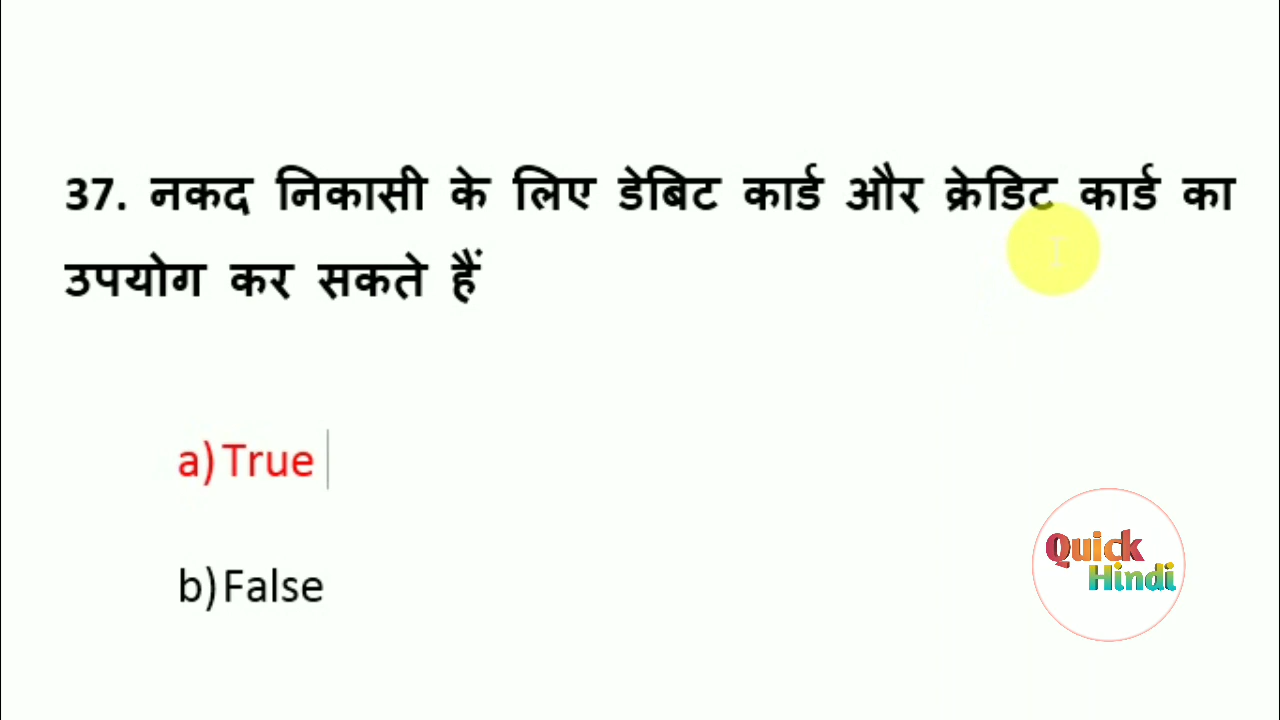 37. नकद निकासी के लिए डेबिट कार्ड और क्रेडिट कार्ड का
उपयोग कर सकते हैं
a) True
b) False
Quick
Hindi